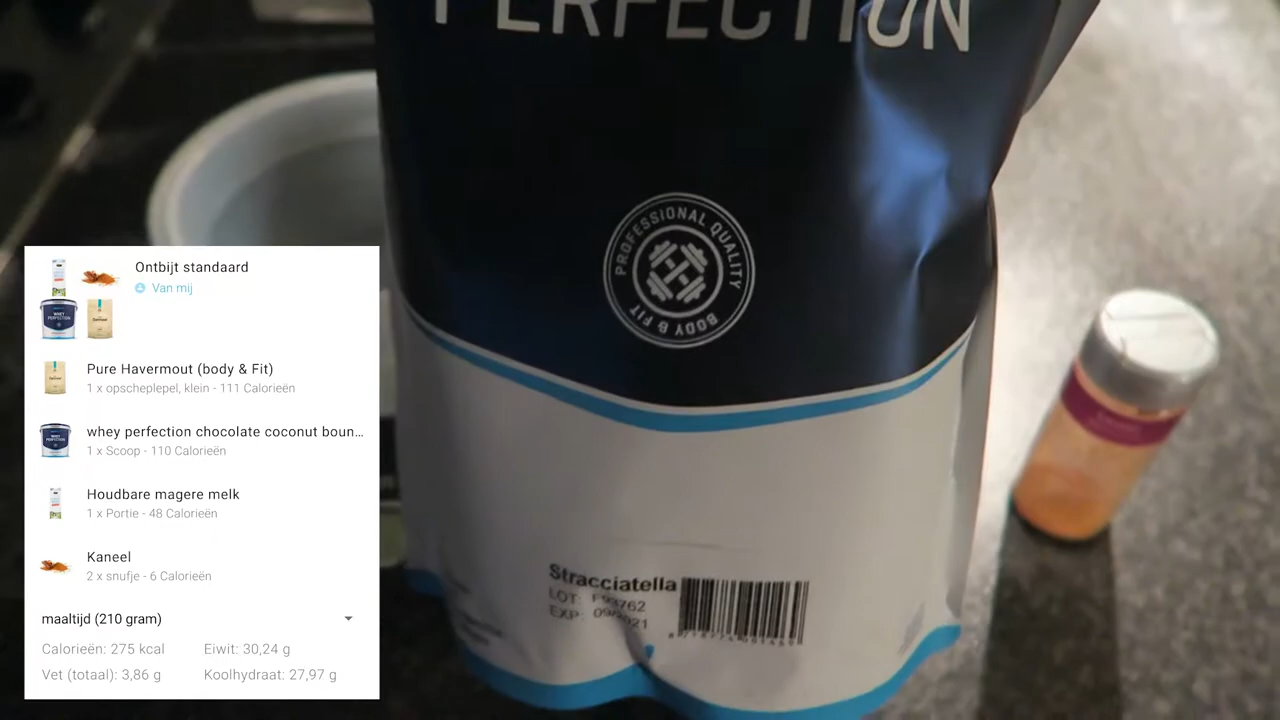 PERFECTION
PROFESSIONAL QUALITY
BODY & FIT
Ontbijt standaard
Van mij
WHEY
PERFECTION
Pure Havermout (body & Fit)
1 x opscheplepel, klein - 111 Calorieën
whey perfection chocolate coconut boun...
1 x Scoop - 110 Calorieën
Houdbare magere melk
1 x Portie - 48 Calorieën
Kaneel
2 x snufje - 6 Calorieën
maaltijd (210 gram)
Calorieën: 275 kcal
Eiwit: 30,24 g
Vet (totaal): 3,86 g
Koolhydraat: 27,97 g
Stracciatella
LOT:
EXP: